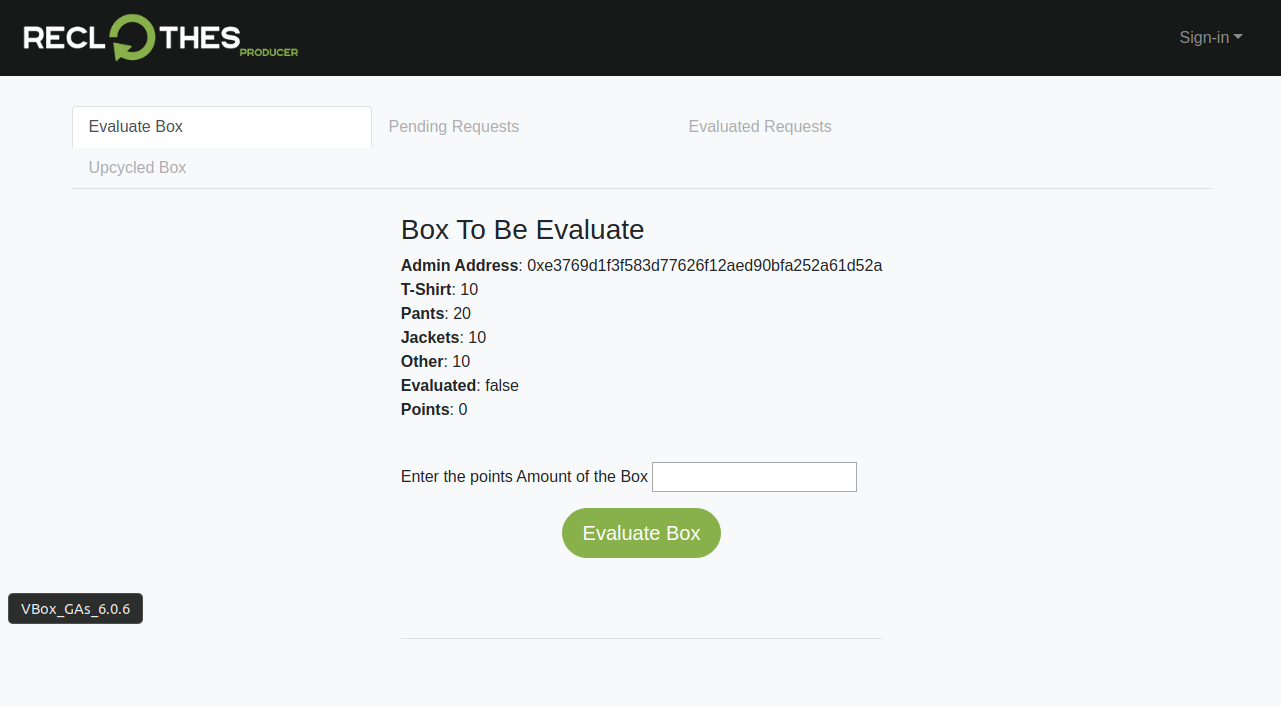 RECLOTHES PRODUCER
Sign-in
Evaluate Box
Pending Requests
Evaluated Requests
Upcycled Box
Box To Be Evaluate
Admin Address: 0xe3769d1f3f583d77626f12aed90bfa252a61d52a
T-Shirt: 10
Pants: 20
Jackets: 10
Other: 10
Evaluated: false
Points: 0
Enter the points Amount of the Box
Evaluate Box
VBox_GAs_6.0.6